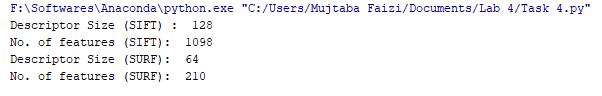 F:\Softwares\Anaconda\python.exe "C:/Users/Mujtaba Faizi/Documents/Lab 4/Task 4.py"
Descriptor Size (SIFT) :  128
No. of features (SIFT):  1098
Descriptor Size (SURF):  64
No. of features (SURF):  210